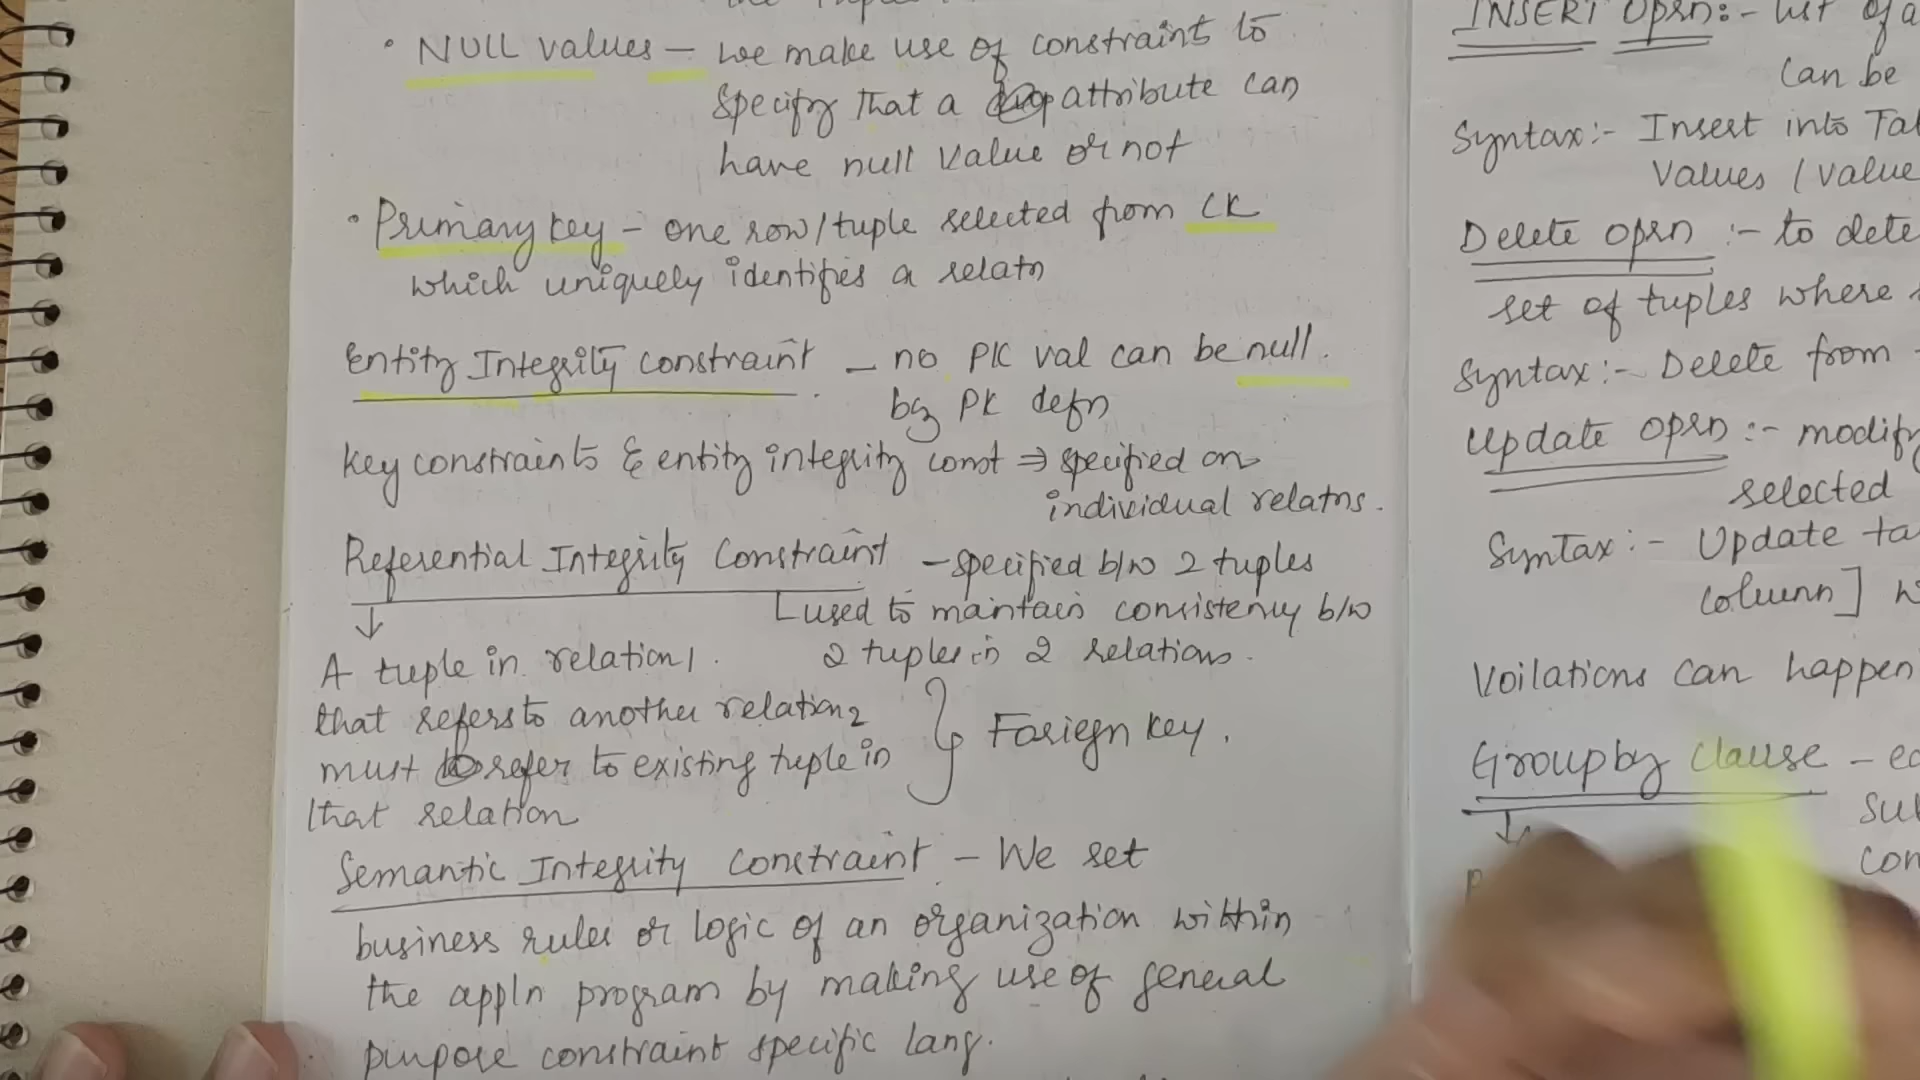 • NULL values - we make use of constraint to
specify that a attribute can
have null value or not
• Primary key - one row/tuple selected from CK
which uniquely identifies a relatn
Entity Integrity constraint - no PK val can be null.
by PK defn
Key constraints & entity integrity const ⇒ specified on
individual relatns.
Referential Integrity Constraint - specified b/w 2 tuples
used to maintain consistency b/w
2 tuples in 2 relations.
↓
A tuple in relation1.
that refers to another relation2
must refer to existing tuple in
that relation
} Foriegn key.
Semantic Integrity constraint - We set
business rules or logic of an organization within
the appln program by making use of general
purpose constraint specific lang.
INSERT Oprn:- list of a
can be
Syntax:- Insert into
Values (value
Delete oprn :- to dele
set of tuples where
Syntax:- Delete from
Update oprn :- modify
selected
Syntax:- Update ta
column] w
Voilations can happen
Group by Clause -
↓